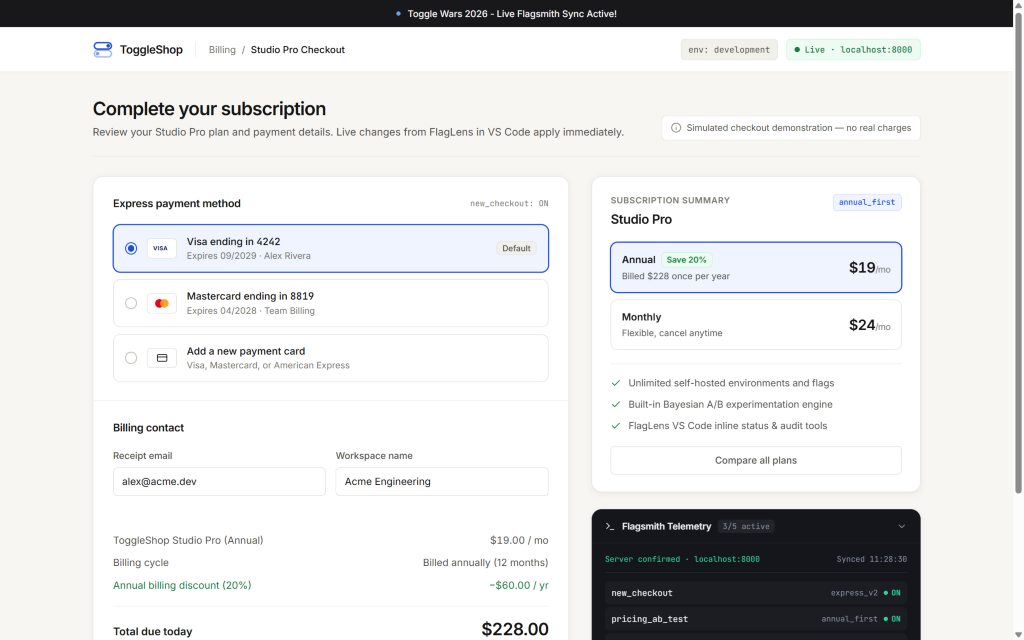 Toggle Wars 2026 - Live Flagsmith Sync Active!
ToggleShop
Billing / Studio Pro Checkout
env: development
Live · localhost:8000
Complete your subscription
Review your Studio Pro plan and payment details. Live changes from FlagLens in VS Code apply immediately.
Simulated checkout demonstration — no real charges
Express payment method
new_checkout: ON
VISA
Visa ending in 4242
Expires 09/2029 · Alex Rivera
Default
Mastercard ending in 8819
Expires 04/2028 · Team Billing
Add a new payment card
Visa, Mastercard, or American Express
Billing contact
Receipt email
Workspace name
alex@acme.dev
Acme Engineering
ToggleShop Studio Pro (Annual)
$19.00 / mo
Billing cycle
Billed annually (12 months)
Annual billing discount (20%)
−$60.00 / yr
Total due today
$228.00
SUBSCRIPTION SUMMARY
annual_first
Studio Pro
Annual Save 20%
Billed $228 once per year
$19/mo
Monthly
Flexible, cancel anytime
$24/mo
Unlimited self-hosted environments and flags
Built-in Bayesian A/B experimentation engine
FlagLens VS Code inline status & audit tools
Compare all plans
Flagsmith Telemetry 3/5 active
Server confirmed · localhost:8000
Synced 11:28:30
new_checkout
express_v2 ON
pricing_ab_test
annual_first ON